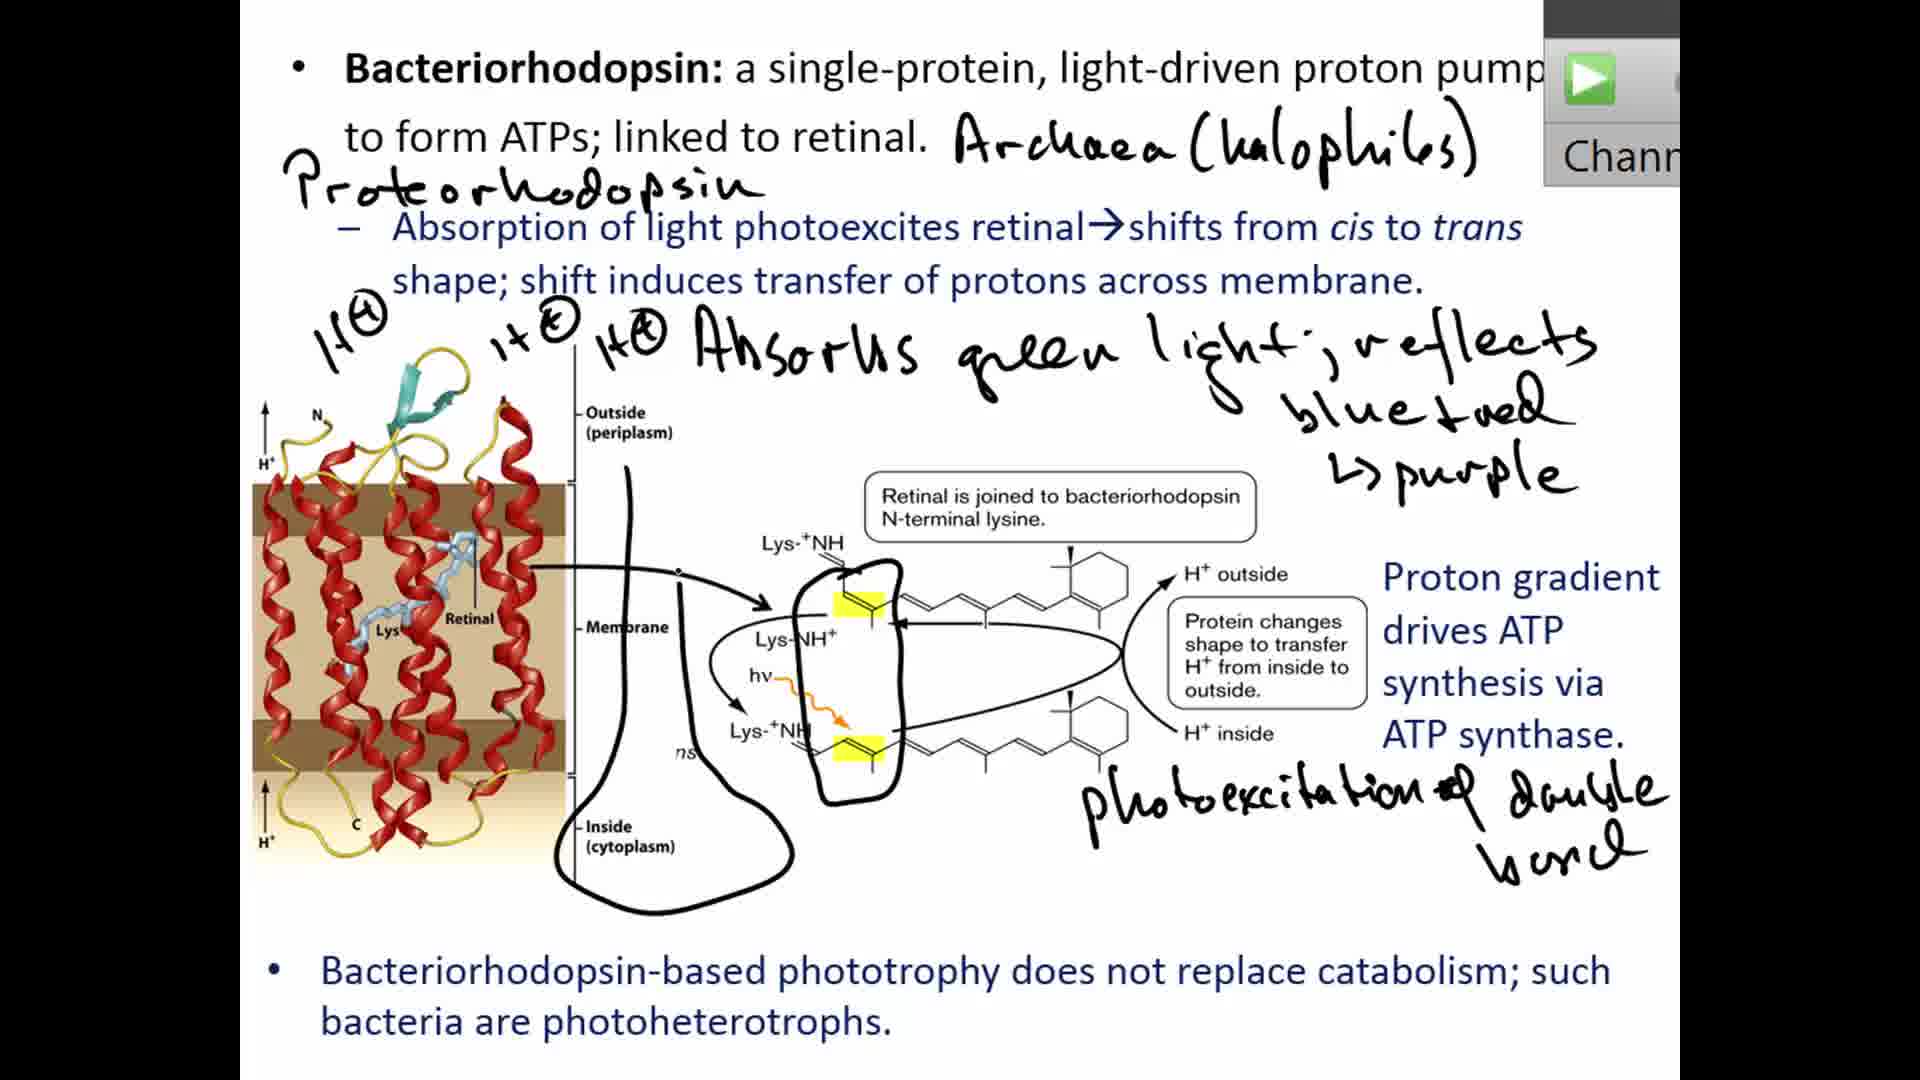 • Bacteriorhodopsin: a single-protein, light-driven proton pump
to form ATPs; linked to retinal. Archaea (halophiles)
Proteorhodopsin
– Absorption of light photoexcites retinal→shifts from cis to trans
shape; shift induces transfer of protons across membrane.
H⊕ H⊕ H⊕ Absorbs green light; reflects
blue + red
↳ purple
Chann
N
H⁺
Outside
(periplasm)
Retinal
Lys
Membrane
C
H⁺
Inside
(cytoplasm)
ns
Retinal is joined to bacteriorhodopsin
N-terminal lysine.
Lys-⁺NH
Lys-NH⁺
hν
Lys-⁺NH
H⁺ outside
Protein changes
shape to transfer
H⁺ from inside to
outside.
H⁺ inside
Proton gradient
drives ATP
synthesis via
ATP synthase.
photoexcitation of double
bond
• Bacteriorhodopsin-based phototrophy does not replace catabolism; such
bacteria are photoheterotrophs.